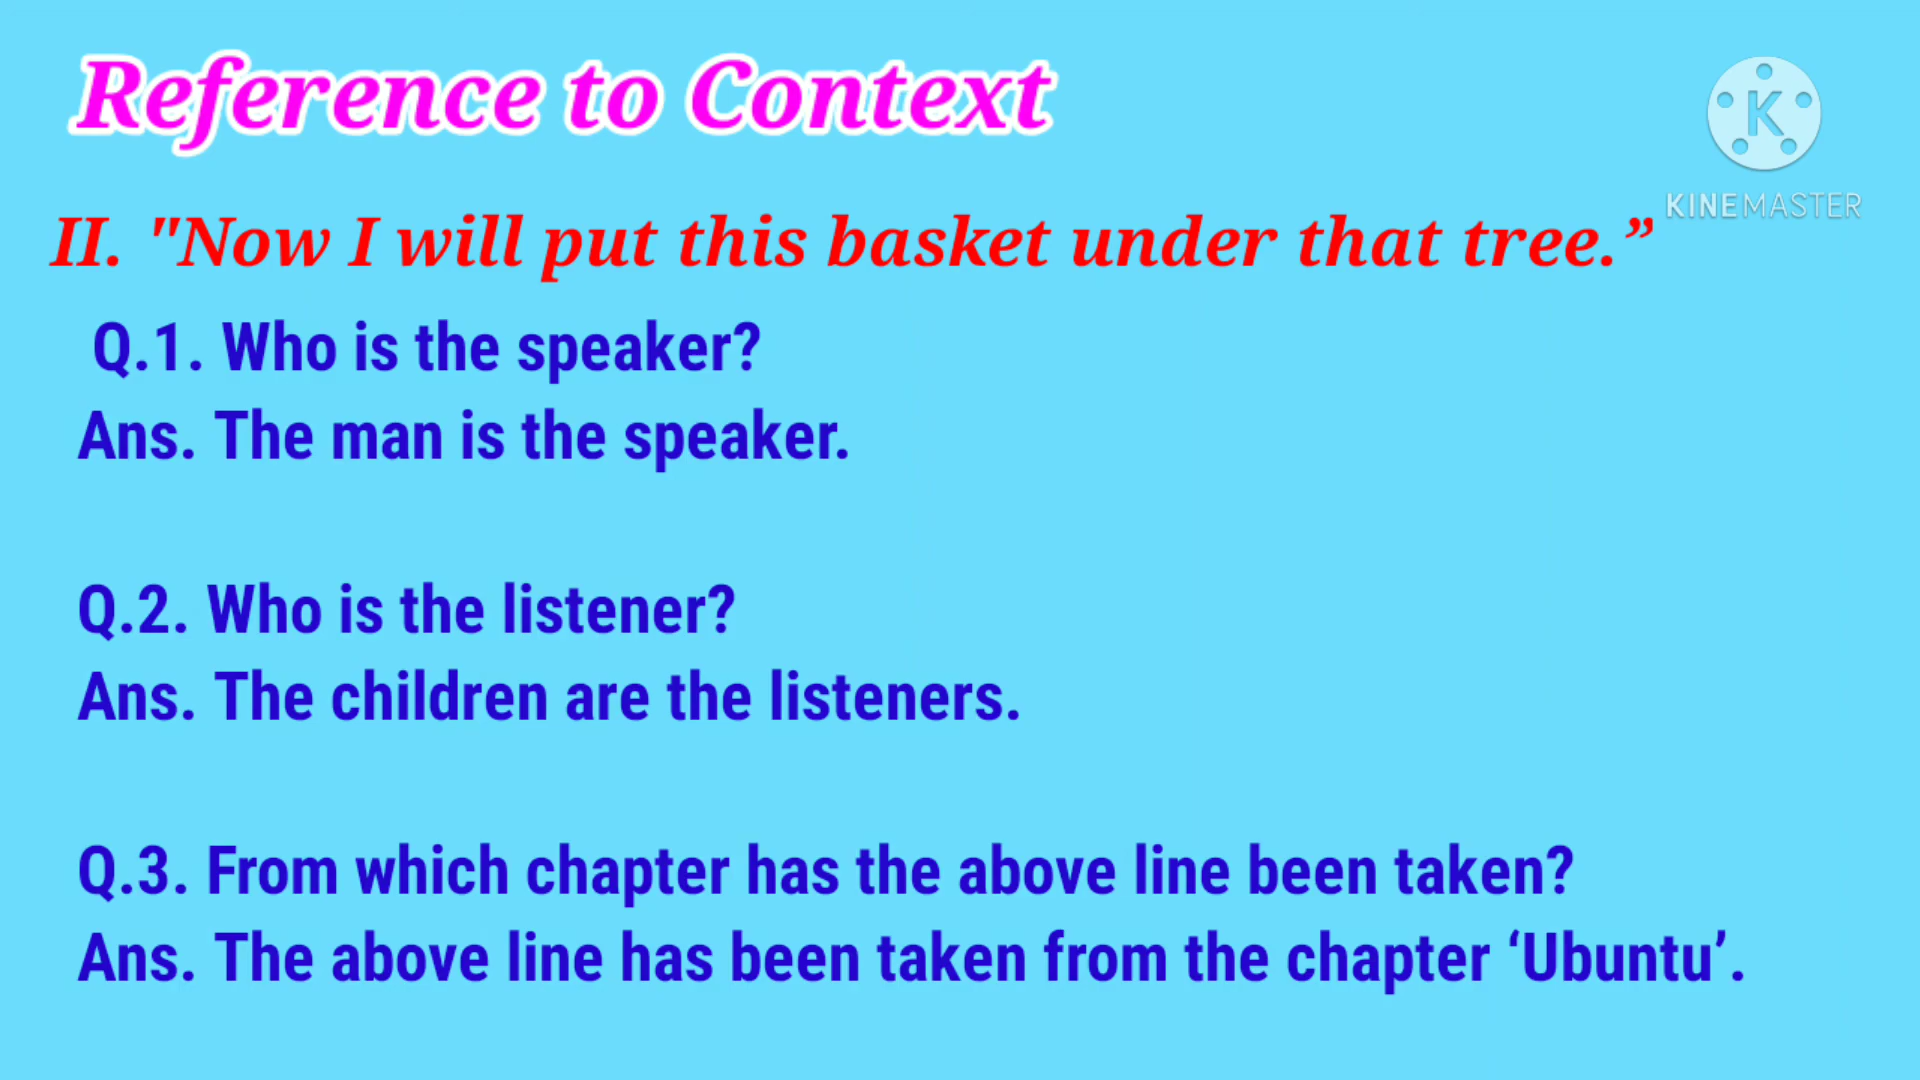 Reference to Context
K
KINEMASTER
II. "Now I will put this basket under that tree.”
Q.1. Who is the speaker?
Ans. The man is the speaker.
Q.2. Who is the listener?
Ans. The children are the listeners.
Q.3. From which chapter has the above line been taken?
Ans. The above line has been taken from the chapter ‘Ubuntu’.